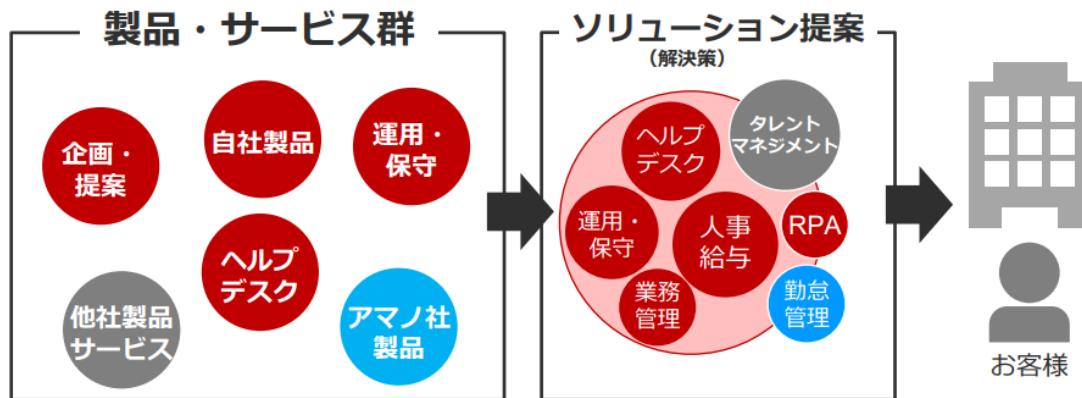 製品・サービス群
企画・
提案
自社製品
運用・
保守
他社製品
サービス
ヘルプ
デスク
アマノ社
製品
ソリューション提案
（解決策）
ヘルプ
デスク
タレント
マネジメント
運用・
保守
人事
給与
RPA
業務
管理
勤怠
管理
お客様